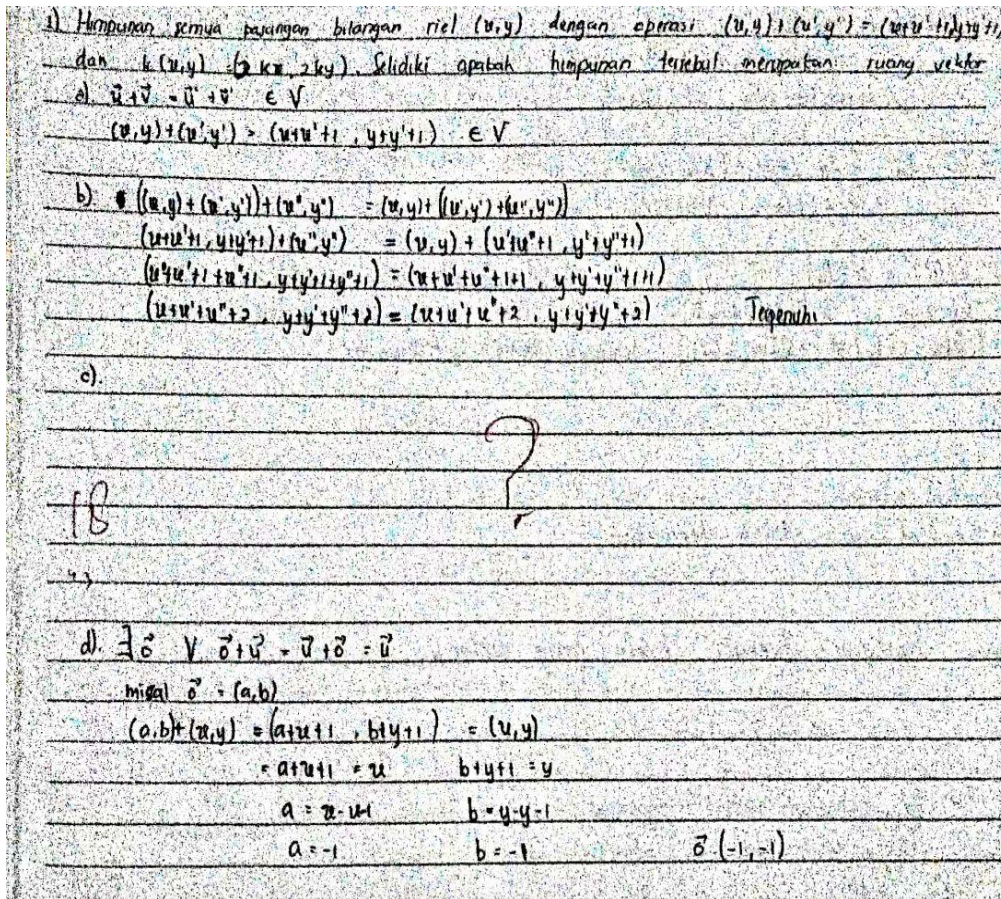 1) Himpunan semua pasangan bilangan riel (x,y) dengan operasi (x,y) + (x',y') = (x+x'+1, y+y'+1)
dan k(x,y) = (2kx, 2ky). Selidiki apakah himpunan tersebut merupakan ruang vektor
a) u⃗ + v⃗ = u⃗ + v⃗ ∈ V
(x,y)+(x',y') = (x+x'+1 , y+y'+1) ∈ V
b) ((x,y) + (x',y')) + (x'',y'') = (x,y) + ((x',y') + (x'',y''))
(x+x'+1, y+y'+1) + (x'',y'') = (x,y) + (x'+x''+1 , y'+y''+1)
(x+x'+1+x''+1 , y+y'+1+y''+1) = (x+x'+x''+1+1 , y+y'+y''+1+1)
(x+x'+x''+2 , y+y'+y''+2) = (x+x'+x''+2 , y+y'+y''+2) Terpenuhi
c).
?
18
d). ∃ o⃗ V o⃗ + u⃗ = u⃗ + o⃗ = u⃗
misal o⃗ = (a,b)
(a,b)+(x,y) = (a+x+1 , b+y+1) = (x,y)
= a+x+1 = x b+y+1 = y
a = x-x-1 b = y-y-1
a = -1 b = -1 o⃗ (-1,-1)